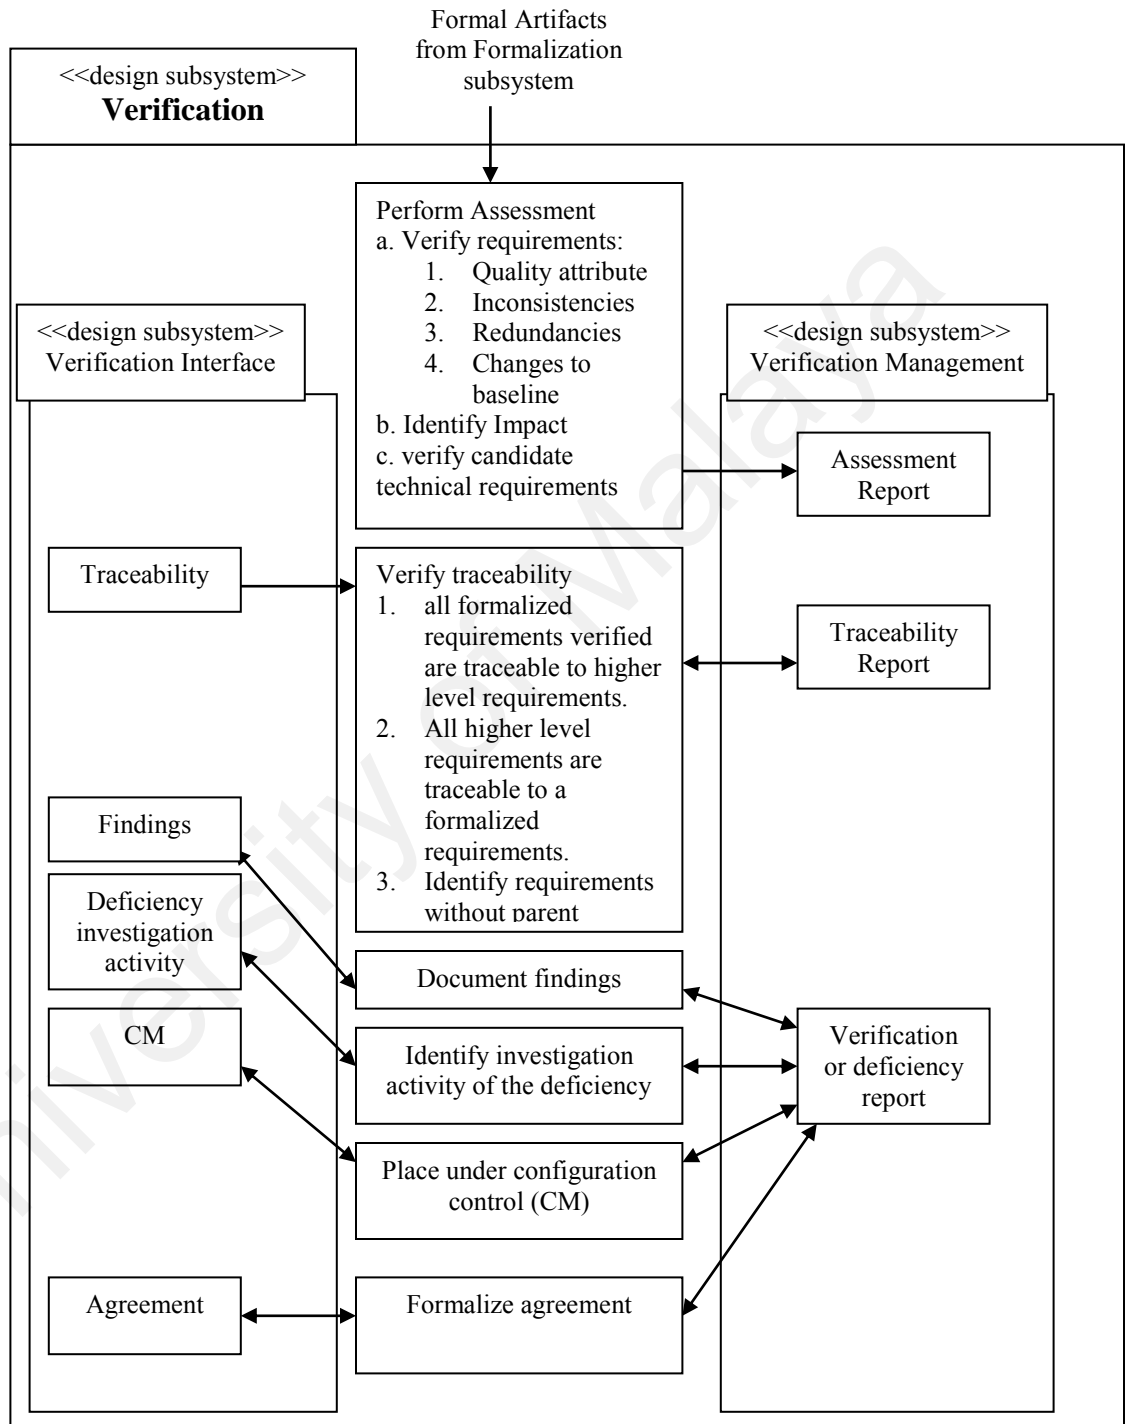 Formal Artifacts
from Formalization
subsystem
<<design subsystem>>
Verification
Perform Assessment
a. Verify requirements:
1. Quality attribute
2. Inconsistencies
3. Redundancies
4. Changes to
baseline
b. Identify Impact
c. verify candidate
technical requirements
<<design subsystem>>
Verification Interface
<<design subsystem>>
Verification Management
Assessment
Report
Traceability
Verify traceability
1. all formalized
requirements verified
are traceable to higher
level requirements.
2. All higher level
requirements are
traceable to a
formalized
requirements.
3. Identify requirements
without parent
Traceability
Report
Findings
Deficiency
investigation
activity
CM
Document findings
Identify investigation
activity of the deficiency
Place under configuration
control (CM)
Verification
or deficiency
report
Agreement
Formalize agreement
niversity of Malaya